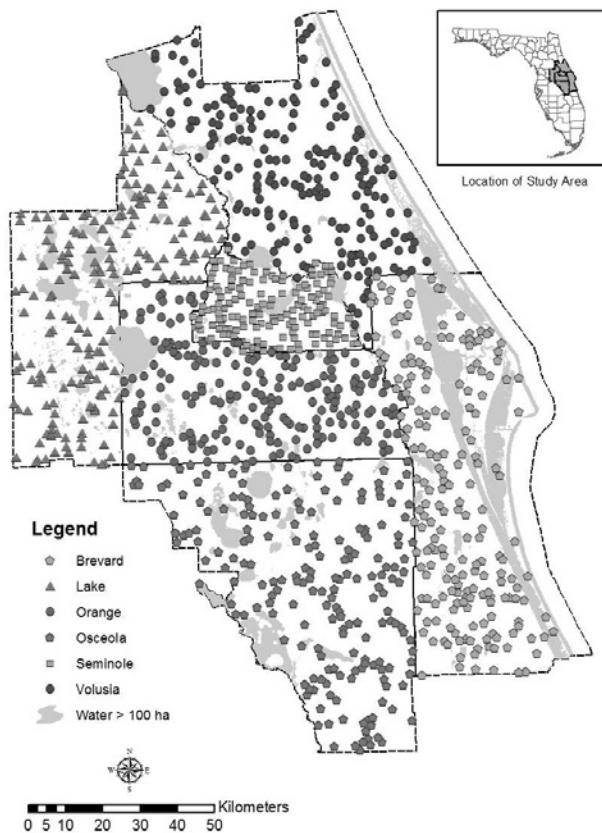 Location of Study Area
Legend
Brevard
Lake
Orange
Osceola
Seminole
Volusia
Water > 100 ha
N
W E
S
Kilometers
0 5 10 20 30 40 50